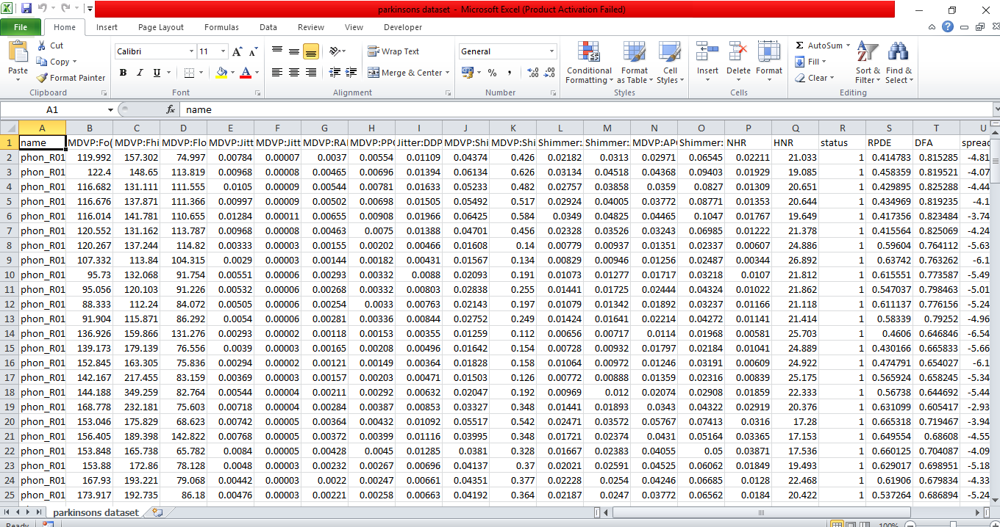 parkinsons dataset - Microsoft Excel (Product Activation Failed)
File Home Insert Page Layout Formulas Data Review View Developer
Paste Cut Copy Format Painter Clipboard
Calibri 11 B I U A A A Font
Wrap Text Merge & Center Alignment
General % , .0 .00 .00 .0 Number
Conditional Formatting Format as Table Cell Styles Styles
Insert Delete Format Cells
Σ AutoSum Fill Clear Sort & Filter Find & Select Editing
A1 fx name
A B C D E F G H I J K L M N O P Q R S T U
1 name MDVP:Fo( MDVP:Fhi MDVP:Flo MDVP:Jitt MDVP:Jitt MDVP:RAI MDVP:PPQ Jitter:DDP MDVP:Shi MDVP:Shi Shimmer: Shimmer: MDVP:APQ Shimmer: NHR HNR status RPDE DFA spread
2 phon_R01 119.992 157.302 74.997 0.00784 0.00007 0.0037 0.00554 0.01109 0.04374 0.426 0.02182 0.0313 0.02971 0.06545 0.02211 21.033 1 0.414783 0.815285 -4.81
3 phon_R01 122.4 148.65 113.819 0.00968 0.00008 0.00465 0.00696 0.01394 0.06134 0.626 0.03134 0.04518 0.04368 0.09403 0.01929 19.085 1 0.458359 0.819521 -4.07
4 phon_R01 116.682 131.111 111.555 0.0105 0.00009 0.00544 0.00781 0.01633 0.05233 0.482 0.02757 0.03858 0.0359 0.0827 0.01309 20.651 1 0.429895 0.825288 -4.44
5 phon_R01 116.676 137.871 111.366 0.00997 0.00009 0.00502 0.00698 0.01505 0.05492 0.517 0.02924 0.04005 0.03772 0.08771 0.01353 20.644 1 0.434969 0.819235 -4.1
6 phon_R01 116.014 141.781 110.655 0.01284 0.00011 0.00655 0.00908 0.01966 0.06425 0.584 0.0349 0.04825 0.04465 0.1047 0.01767 19.649 1 0.417356 0.823484 -3.74
7 phon_R01 120.552 131.162 113.787 0.00968 0.00008 0.00463 0.0075 0.01388 0.04701 0.456 0.02328 0.03526 0.03243 0.06985 0.01222 21.378 1 0.415564 0.825069 -4.24
8 phon_R01 120.267 137.244 114.82 0.00333 0.00003 0.00155 0.00202 0.00466 0.01608 0.14 0.00779 0.00937 0.01351 0.02337 0.00607 24.886 1 0.59604 0.764112 -5.63
9 phon_R01 107.332 113.84 104.315 0.0029 0.00003 0.00144 0.00182 0.00431 0.01567 0.134 0.00829 0.00946 0.01256 0.02487 0.00344 26.892 1 0.63742 0.763262 -6.1
10 phon_R01 95.73 132.068 91.754 0.00551 0.00006 0.00293 0.00332 0.0088 0.02093 0.191 0.01073 0.01277 0.01717 0.03218 0.0107 21.812 1 0.615551 0.773587 -5.49
11 phon_R01 95.056 120.103 91.226 0.00532 0.00006 0.00268 0.00332 0.00803 0.02838 0.255 0.01441 0.01725 0.02444 0.04324 0.01022 21.862 1 0.547037 0.798463 -5.01
12 phon_R01 88.333 112.24 84.072 0.00505 0.00006 0.00254 0.0033 0.00763 0.02143 0.197 0.01079 0.01342 0.01892 0.03237 0.01166 21.118 1 0.611137 0.776156 -5.24
13 phon_R01 91.904 115.871 86.292 0.0054 0.00006 0.00281 0.00336 0.00844 0.02752 0.249 0.01424 0.01641 0.02214 0.04272 0.01141 21.414 1 0.58339 0.79252 -4.96
14 phon_R01 136.926 159.866 131.276 0.00293 0.00002 0.00118 0.00153 0.00355 0.01259 0.112 0.00656 0.00717 0.0114 0.01968 0.00581 25.703 1 0.4606 0.646846 -6.54
15 phon_R01 139.173 179.139 76.556 0.0039 0.00003 0.00165 0.00208 0.00496 0.01642 0.154 0.00728 0.00932 0.01797 0.02184 0.01041 24.889 1 0.430166 0.665833 -5.66
16 phon_R01 152.845 163.305 75.836 0.00294 0.00002 0.00121 0.00149 0.00364 0.01828 0.158 0.01064 0.00972 0.01246 0.03191 0.00609 24.922 1 0.474791 0.654027 -6.1
17 phon_R01 142.167 217.455 83.159 0.00369 0.00003 0.00157 0.00203 0.00471 0.01503 0.126 0.00772 0.00888 0.01359 0.02316 0.00839 25.175 1 0.565924 0.658245 -5.34
18 phon_R01 144.188 349.259 82.764 0.00544 0.00004 0.00211 0.00292 0.00632 0.02047 0.192 0.00969 0.012 0.02074 0.02908 0.01859 22.333 1 0.56738 0.644692 -5.44
19 phon_R01 168.778 232.181 75.603 0.00718 0.00004 0.00284 0.00387 0.00853 0.03327 0.348 0.01441 0.01893 0.0343 0.04322 0.02919 20.376 1 0.631099 0.605417 -2.93
20 phon_R01 153.046 175.829 68.623 0.00742 0.00005 0.00364 0.00432 0.01092 0.05517 0.542 0.02471 0.03572 0.05767 0.07413 0.0316 17.28 1 0.665318 0.719467 -3.94
21 phon_R01 156.405 189.398 142.822 0.00768 0.00005 0.00372 0.00399 0.01116 0.03995 0.348 0.01721 0.02374 0.0431 0.05164 0.03365 17.153 1 0.649554 0.68608 -4.55
22 phon_R01 153.848 165.738 65.782 0.0084 0.00005 0.00428 0.0045 0.01285 0.0381 0.328 0.01667 0.02383 0.04055 0.05 0.03871 17.536 1 0.660125 0.704087 -4.09
23 phon_R01 153.88 172.86 78.128 0.0048 0.00003 0.00232 0.00267 0.00696 0.04137 0.37 0.02021 0.02591 0.04525 0.06062 0.01849 19.493 1 0.629017 0.698951 -5.18
24 phon_R01 167.93 193.221 79.068 0.00442 0.00003 0.0022 0.00247 0.00661 0.04351 0.377 0.02228 0.0254 0.04246 0.06685 0.0128 22.468 1 0.61906 0.679834 -4.33
25 phon_R01 173.917 192.735 86.18 0.00476 0.00003 0.00221 0.00258 0.00663 0.04192 0.364 0.02187 0.0247 0.03772 0.06562 0.0184 20.422 1 0.537264 0.686894 -5.24
parkinsons dataset
Ready 100%